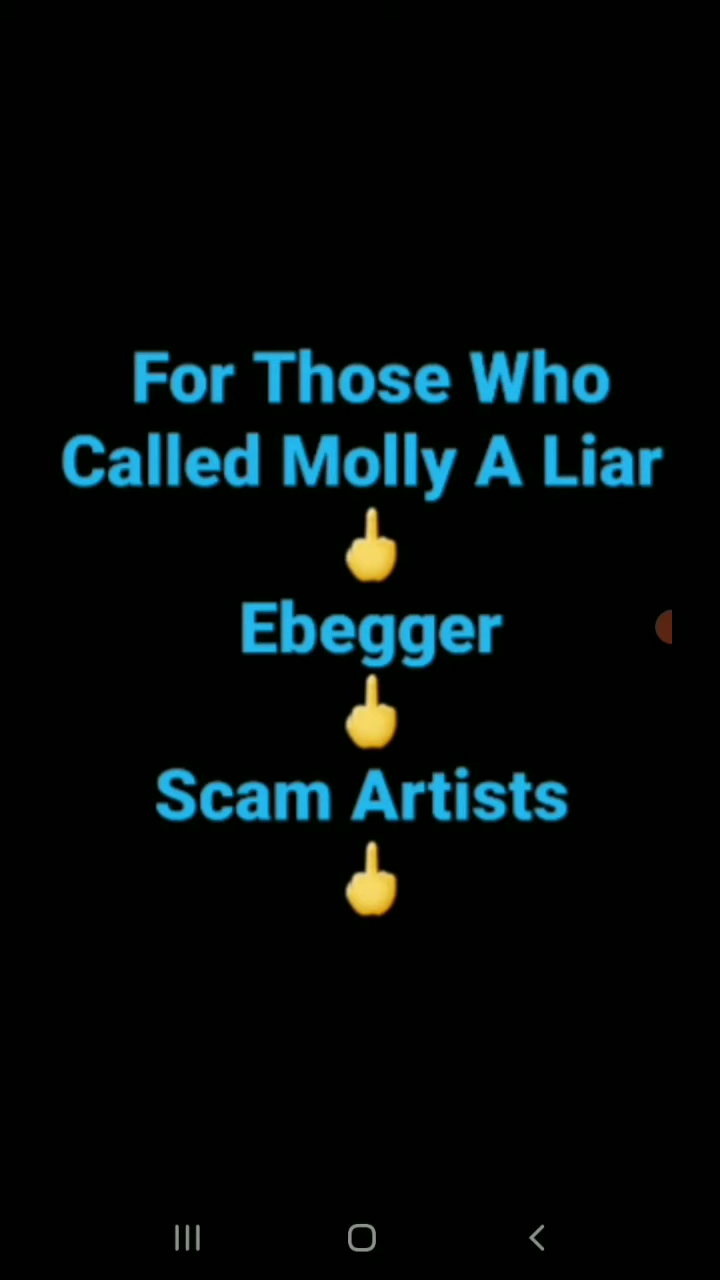 For Those Who
Called Molly A Liar
🖕
Ebegger
🖕
Scam Artists
🖕